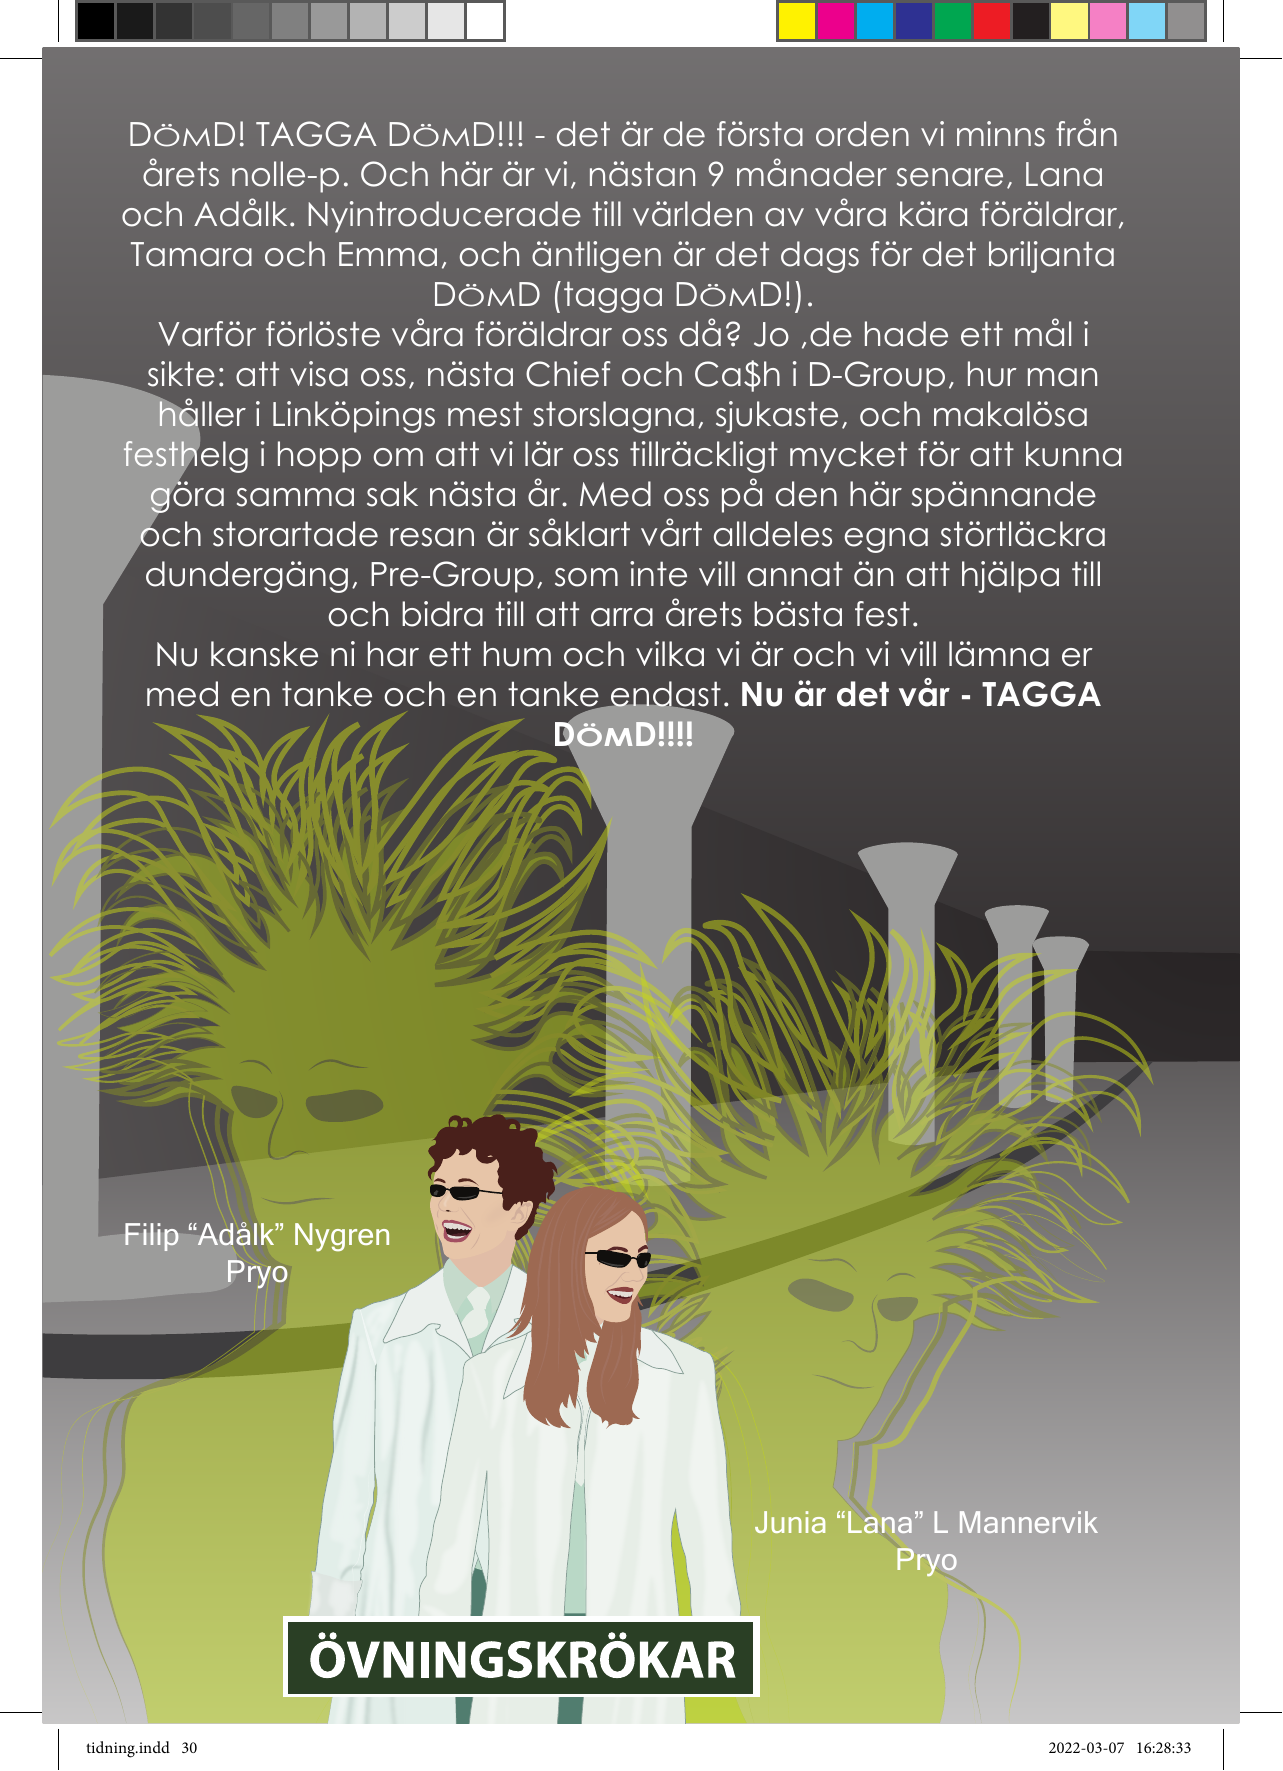 DÖMD! TAGGA DÖMD!!! - det är de första orden vi minns från
årets nolle-p. Och här är vi, nästan 9 månader senare, Lana
och Adålk. Nyintroducerade till världen av våra kära föräldrar,
Tamara och Emma, och äntligen är det dags för det briljanta
DÖMD (tagga DÖMD!).
Varför förlöste våra föräldrar oss då? Jo ,de hade ett mål i
sikte: att visa oss, nästa Chief och Ca$h i D-Group, hur man
håller i Linköpings mest storslagna, sjukaste, och makalösa
festhelg i hopp om att vi lär oss tillräckligt mycket för att kunna
göra samma sak nästa år. Med oss på den här spännande
och storartade resan är såklart vårt alldeles egna störtläckra
dundergäng, Pre-Group, som inte vill annat än att hjälpa till
och bidra till att arra årets bästa fest.
Nu kanske ni har ett hum och vilka vi är och vi vill lämna er
med en tanke och en tanke endast. Nu är det vår - TAGGA
DÖMD!!!!
Filip “Adålk” Nygren
Pryo
Junia “Lana” L Mannervik
Pryo
ÖVNINGSKRÖKAR
tidning.indd 30
2022-03-07 16:28:33